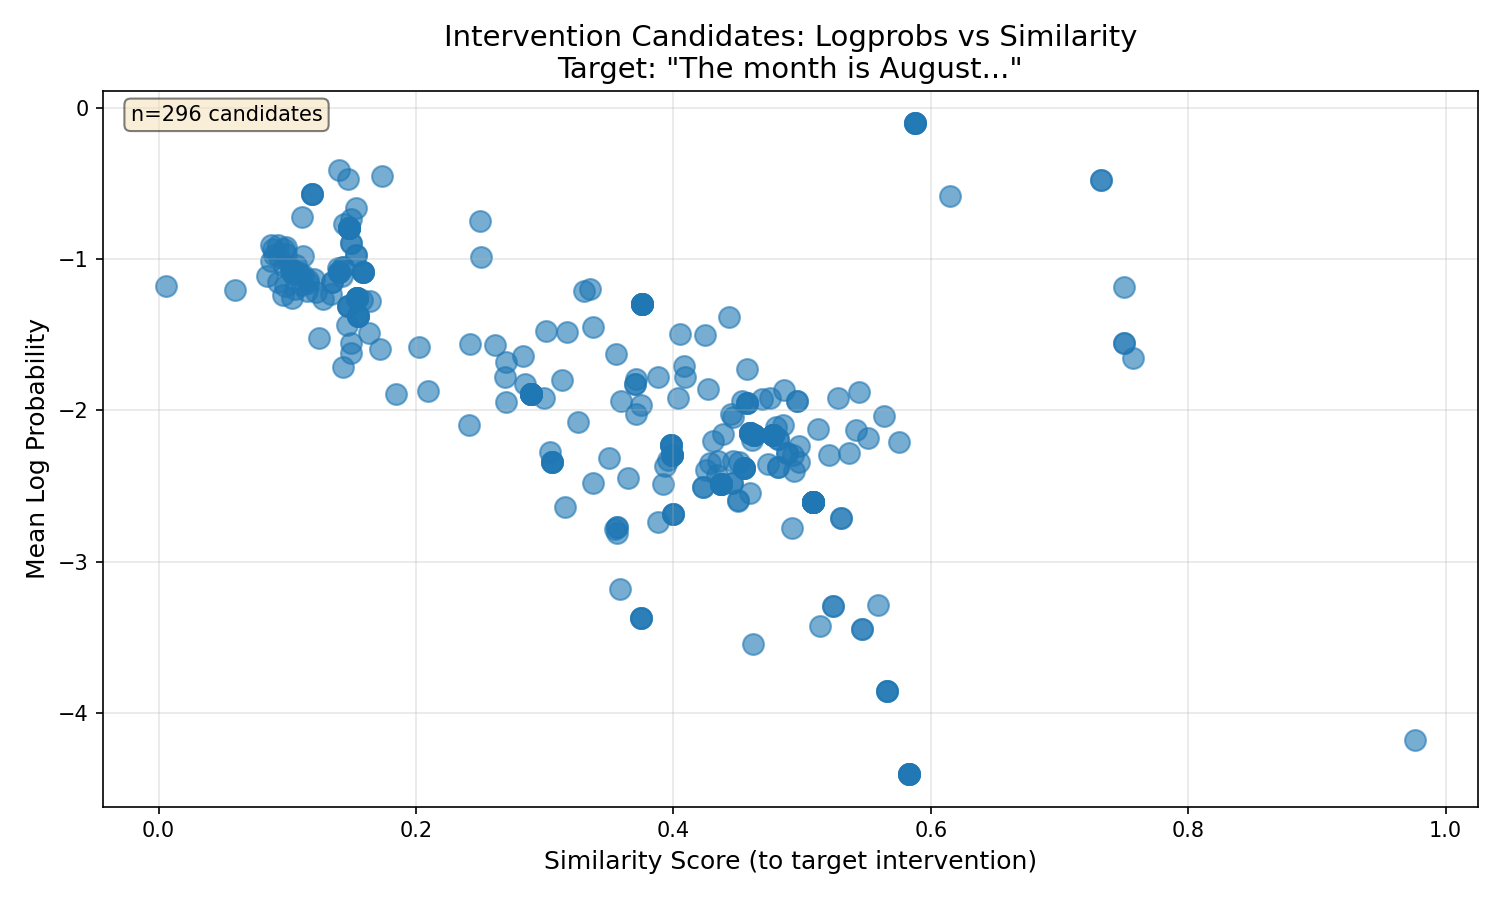 Intervention Candidates: Logprobs vs Similarity
Target: "The month is August..."
n=296 candidates
0
−1
−2
−3
−4
Mean Log Probability
0.0
0.2
0.4
0.6
0.8
1.0
Similarity Score (to target intervention)